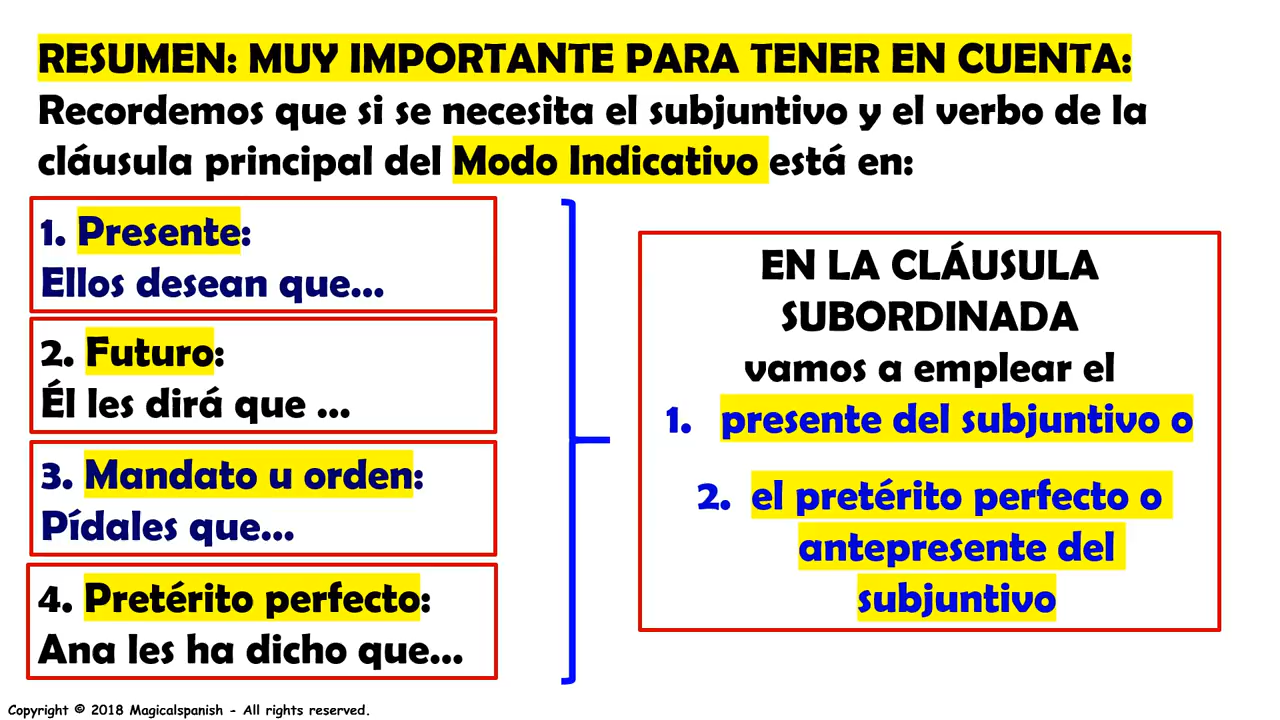 RESUMEN: MUY IMPORTANTE PARA TENER EN CUENTA:
Recordemos que si se necesita el subjuntivo y el verbo de la
cláusula principal del Modo Indicativo está en:
1. Presente:
Ellos desean que...
2. Futuro:
Él les dirá que ...
3. Mandato u orden:
Pídales que...
4. Pretérito perfecto:
Ana les ha dicho que...
EN LA CLÁUSULA
SUBORDINADA
vamos a emplear el
1. presente del subjuntivo o
2. el pretérito perfecto o
antepresente del
subjuntivo
Copyright © 2018 Magicalspanish - All rights reserved.